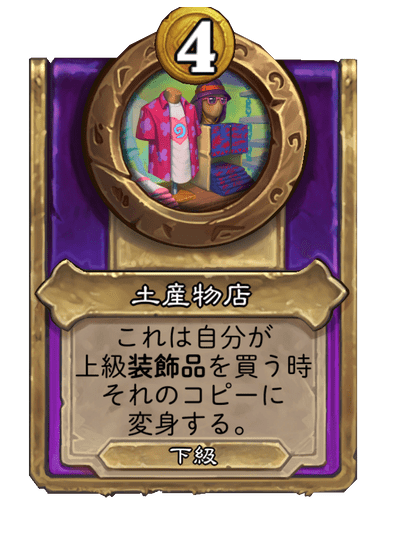 4
土産物店
これは自分が
上級装飾品を買う時
それのコピーに
変身する。
下級